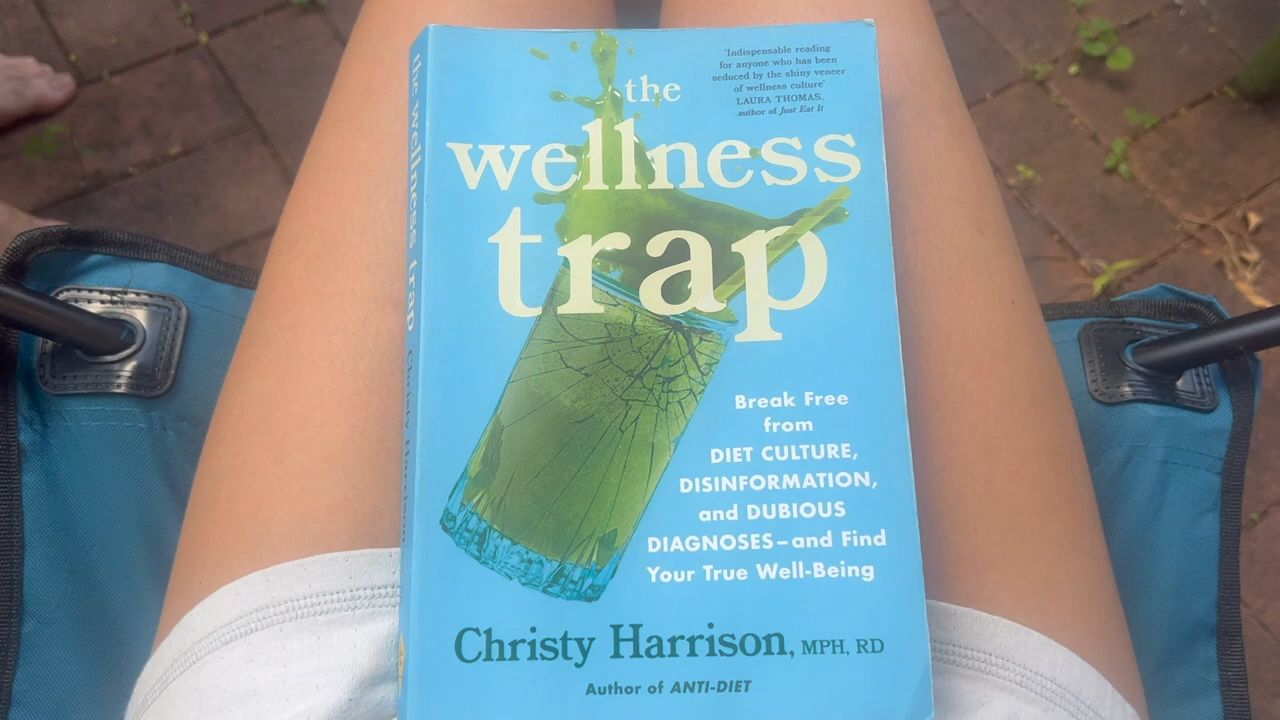 the wellness trap Christy Harrison
'Indispensable reading
for anyone who has been
seduced by the shiny veneer
of wellness culture'
LAURA THOMAS,
author of Just Eat It
the
wellness
trap
Break Free
from
DIET CULTURE,
DISINFORMATION,
and DUBIOUS
DIAGNOSES–and Find
Your True Well-Being
Christy Harrison, MPH, RD
Author of ANTI-DIET